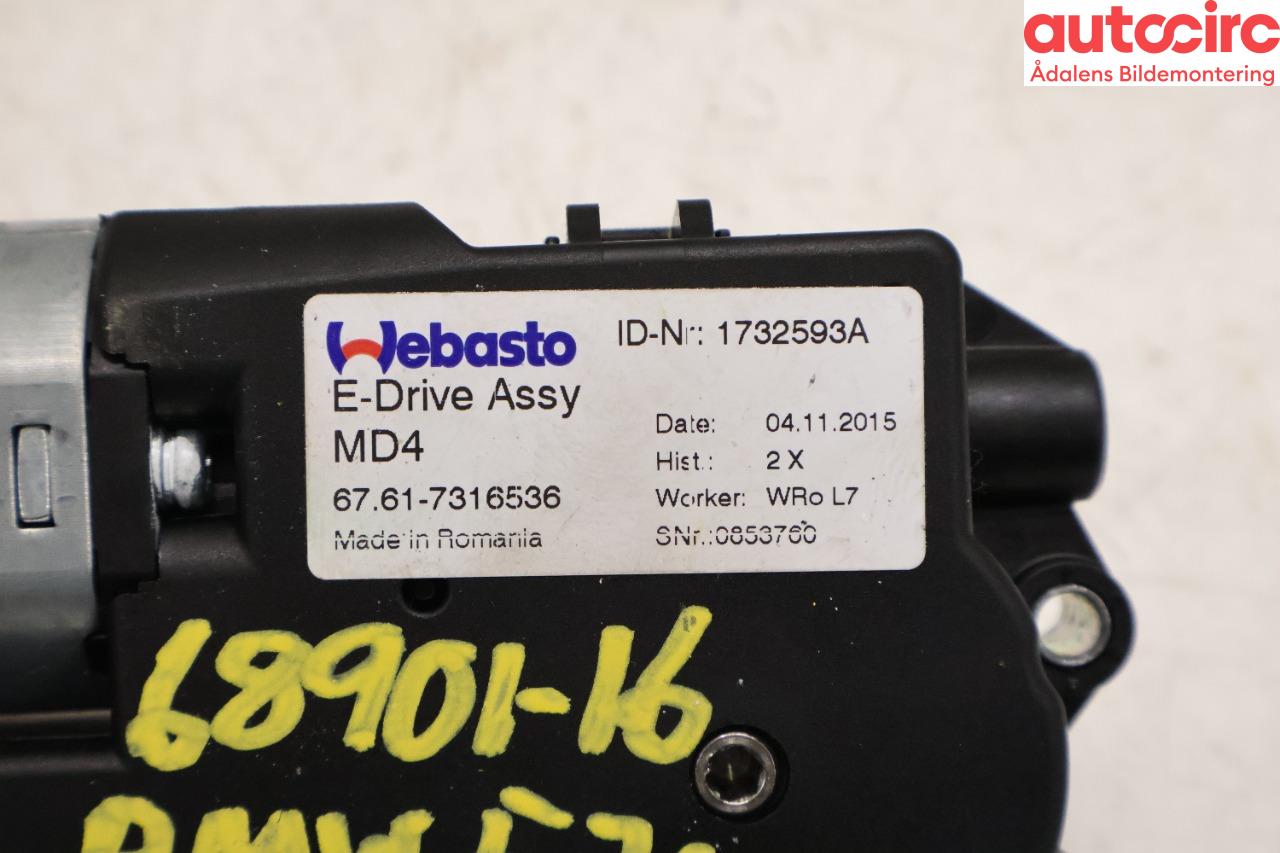 autocirc
Ådalens Bildemontering
Webasto
ID-Nr: 1732593A
E-Drive Assy
MD4
Date: 04.11.2015
Hist.: 2 X
67.61-7316536
Worker: WRo L7
Made in Romania
SNr.:0853760
68901-16
BMW